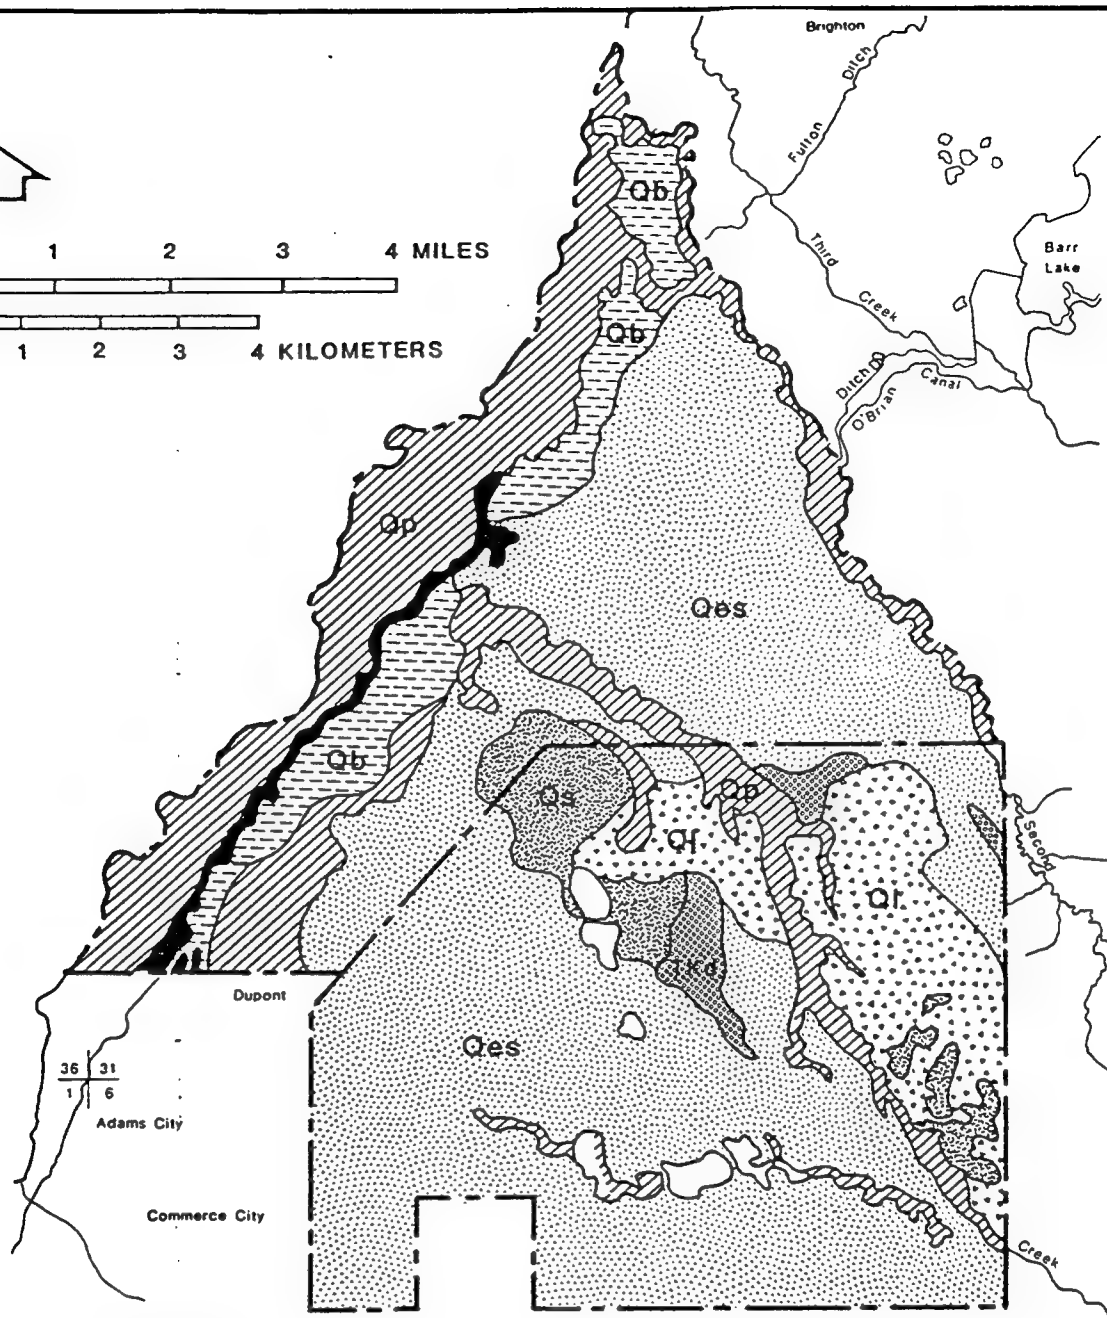 Brighton
Fulton Ditch
Qb
1 2 3 4 MILES
Third Creek
Barr
Lake
Qb
1 2 3 4 KILOMETERS
Ditch
O'Brian Canal
Qp
Qes
Qb
Qp
Qs
Qf
Second
Qf
Dupont
Qes
36 31
1 6
Adams City
Commerce City
Creek